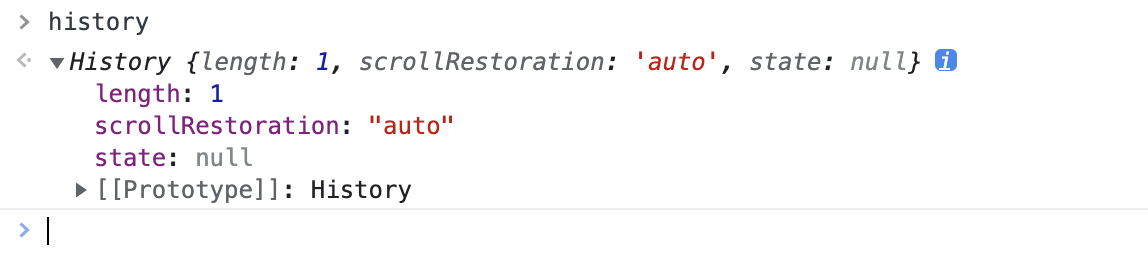 > history
<· ▼ History {length: 1, scrollRestoration: 'auto', state: null} i
length: 1
scrollRestoration: "auto"
state: null
▶ [[Prototype]]: History
>